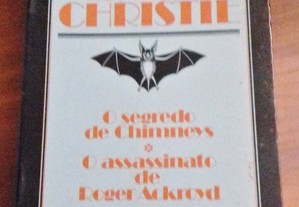 CHRISTIE
O segredo
de Chimneys
*
O assassinato
de
Roger Ackroyd